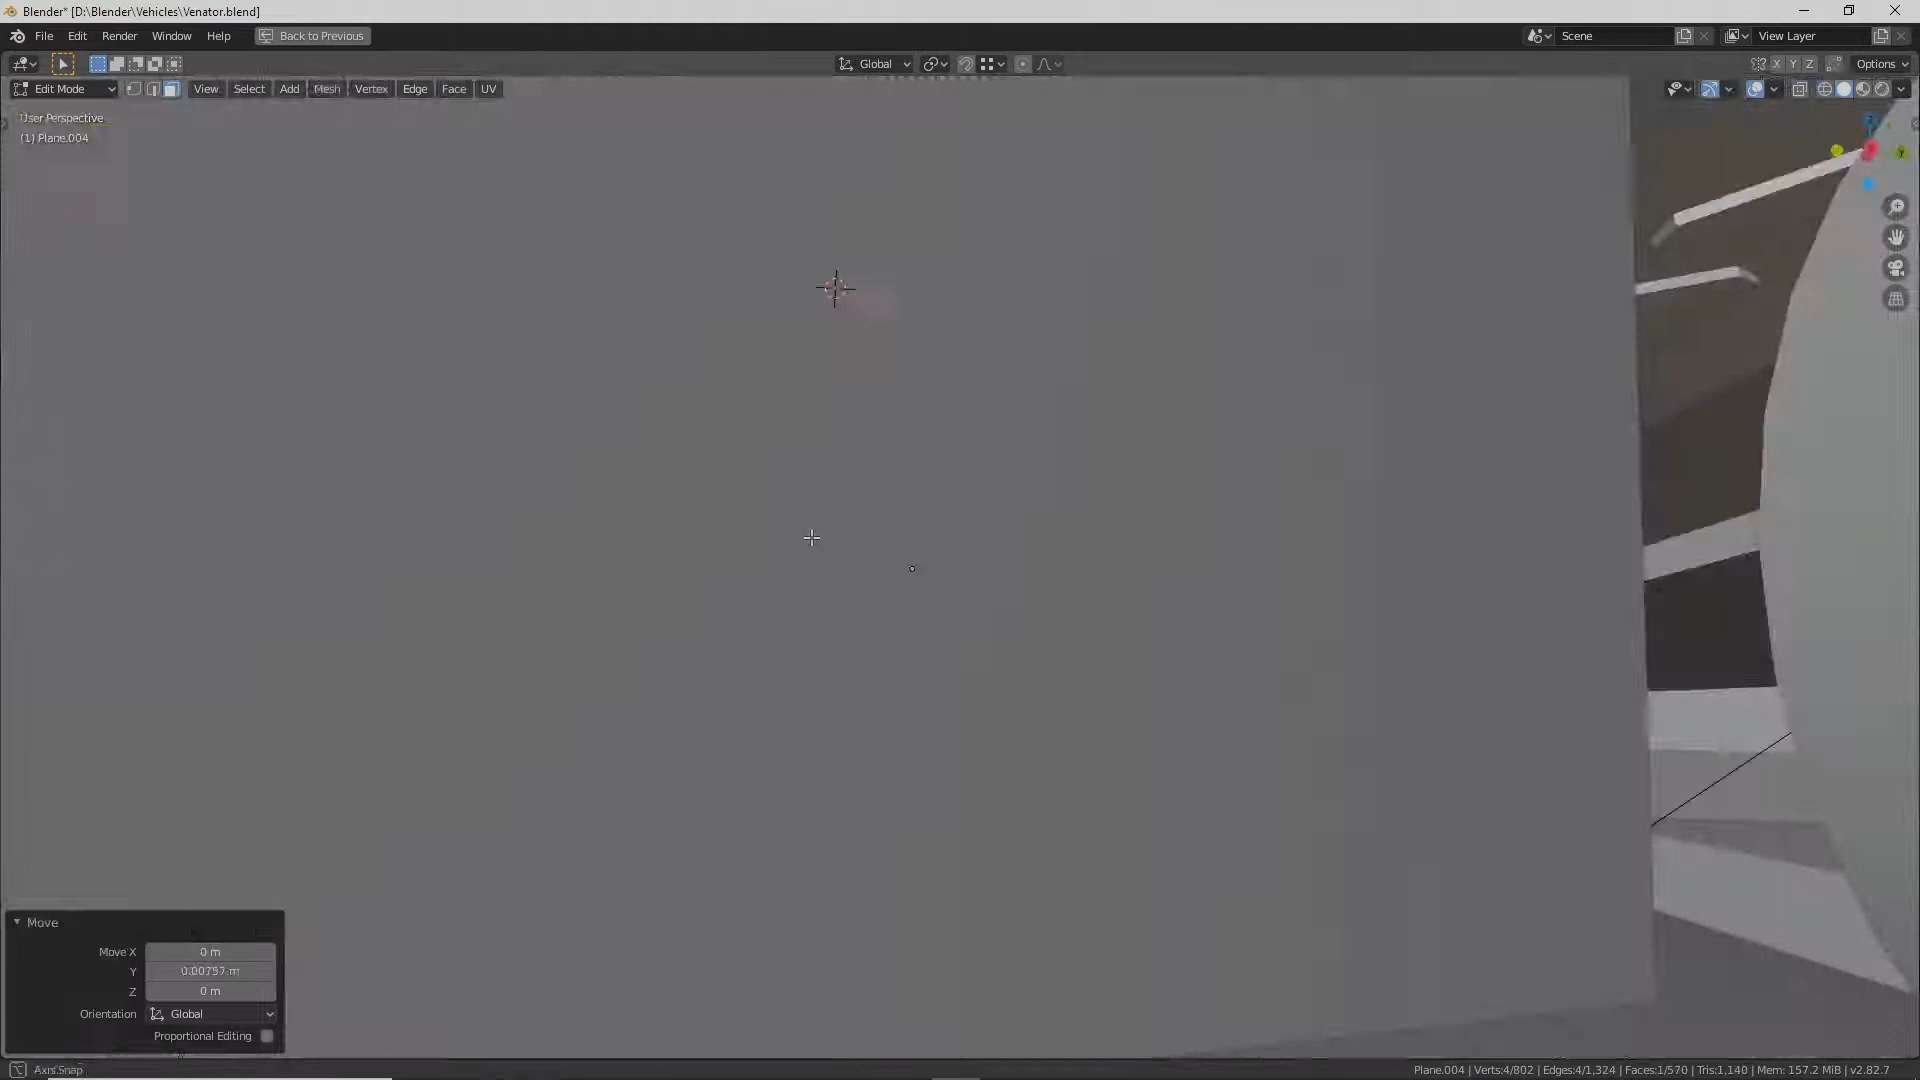 Blender* [D:\Blender\Vehicles\Venator.blend]
File Edit Render Window Help Back to Previous Scene View Layer
Global X Y Z Options
Edit Mode View Select Add Mesh Vertex Edge Face UV
User Perspective
(1) Plane.004
Z
Y
Move
Move X 0 m
Y 0.00757 m
Z 0 m
Orientation Global
Proportional Editing
Axis Snap
Plane.004 | Verts:4/802 | Edges:4/1,324 | Faces:1/570 | Tris:1,140 | Mem: 157.2 MiB | v2.82.7